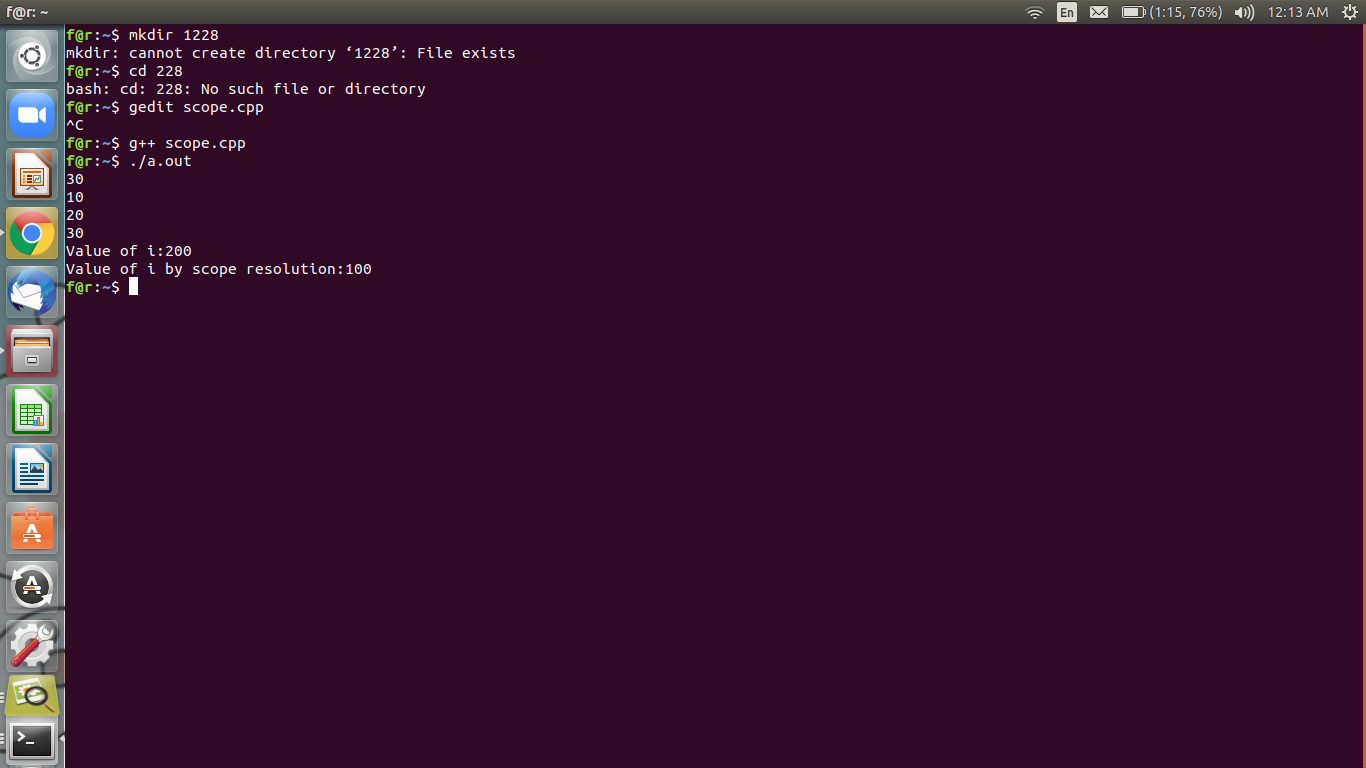 f@r: ~
En
(1:15, 76%)
12:13 AM
f@r:~$ mkdir 1228
mkdir: cannot create directory ‘1228’: File exists
f@r:~$ cd 228
bash: cd: 228: No such file or directory
f@r:~$ gedit scope.cpp
^C
f@r:~$ g++ scope.cpp
f@r:~$ ./a.out
30
10
20
30
Value of i:200
Value of i by scope resolution:100
f@r:~$